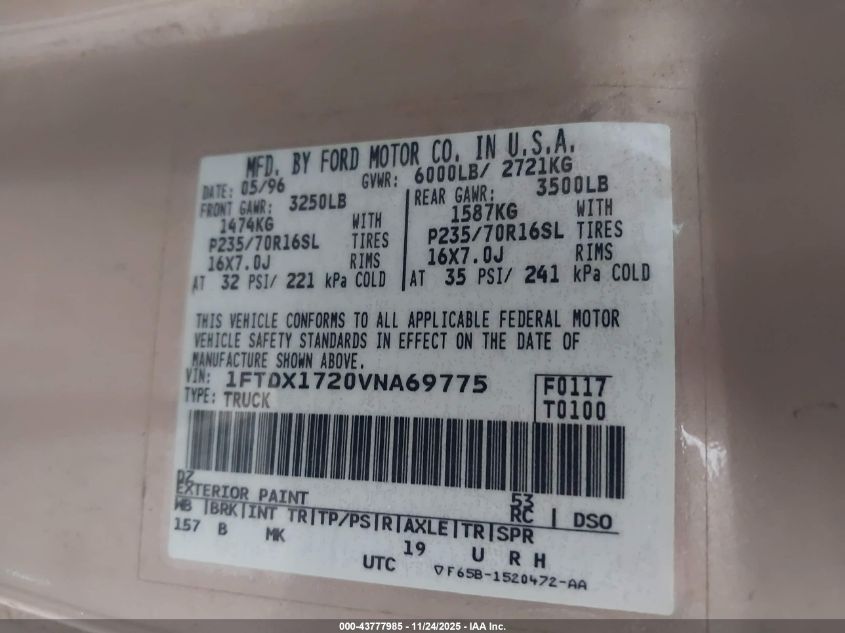 MFD. BY FORD MOTOR CO. IN U.S.A.
DATE: 05/96 GVWR: 6000LB/ 2721KG
FRONT GAWR: 3250LB REAR GAWR: 3500LB
1474KG WITH 1587KG WITH
P235/70R16SL TIRES P235/70R16SL TIRES
16X7.0J RIMS 16X7.0J RIMS
AT 32 PSI/ 221 kPa COLD AT 35 PSI/ 241 kPa COLD
THIS VEHICLE CONFORMS TO ALL APPLICABLE FEDERAL MOTOR
VEHICLE SAFETY STANDARDS IN EFFECT ON THE DATE OF
MANUFACTURE SHOWN ABOVE.
VIN: 1FTDX1720VNA69775 F0117
TYPE: TRUCK T0100
DZ
EXTERIOR PAINT 53
WB |BRK|INT TR|TP/PS|R|AXLE|TR|SPR RC | DSO
157 B MK 19 U R H
UTC ▽F65B-1520472-AA
000-43777985 - 11/24/2025 - IAA Inc.